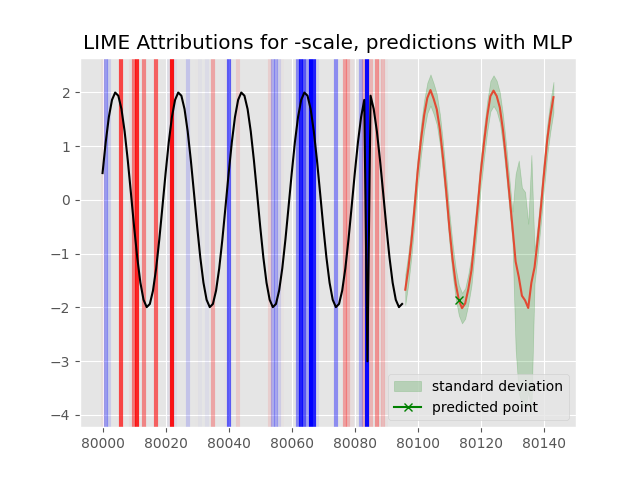 LIME Attributions for -scale, predictions with MLP
2
1
0
−1
−2
−3
−4
standard deviation
predicted point
80000 80020 80040 80060 80080 80100 80120 80140